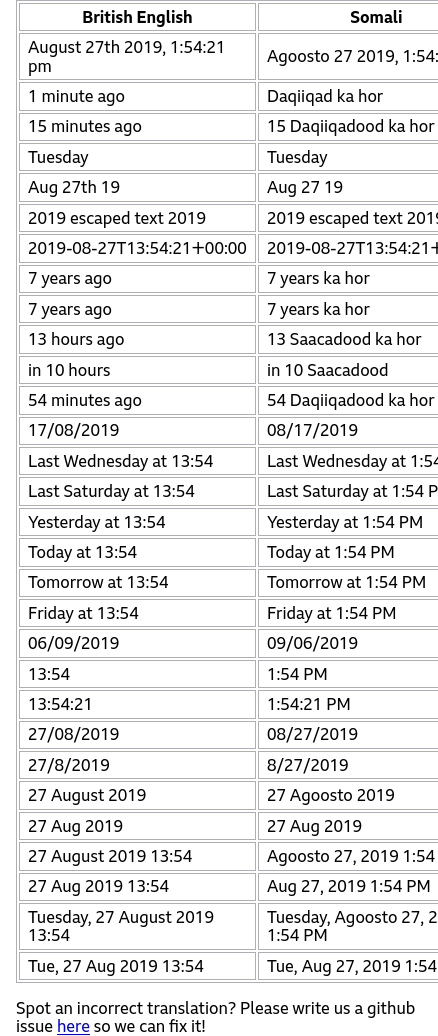 British English Somali
August 27th 2019, 1:54:21 Agoosto 27 2019, 1:54:
pm
1 minute ago Daqiiqad ka hor
15 minutes ago 15 Daqiiqadood ka hor
Tuesday Tuesday
Aug 27th 19 Aug 27 19
2019 escaped text 2019 2019 escaped text 2019
2019-08-27T13:54:21+00:00 2019-08-27T13:54:21+
7 years ago 7 years ka hor
7 years ago 7 years ka hor
13 hours ago 13 Saacadood ka hor
in 10 hours in 10 Saacadood
54 minutes ago 54 Daqiiqadood ka hor
17/08/2019 08/17/2019
Last Wednesday at 13:54 Last Wednesday at 1:54
Last Saturday at 13:54 Last Saturday at 1:54 P
Yesterday at 13:54 Yesterday at 1:54 PM
Today at 13:54 Today at 1:54 PM
Tomorrow at 13:54 Tomorrow at 1:54 PM
Friday at 13:54 Friday at 1:54 PM
06/09/2019 09/06/2019
13:54 1:54 PM
13:54:21 1:54:21 PM
27/08/2019 08/27/2019
27/8/2019 8/27/2019
27 August 2019 27 Agoosto 2019
27 Aug 2019 27 Aug 2019
27 August 2019 13:54 Agoosto 27, 2019 1:54
27 Aug 2019 13:54 Aug 27, 2019 1:54 PM
Tuesday, 27 August 2019 Tuesday, Agoosto 27, 2
13:54 1:54 PM
Tue, 27 Aug 2019 13:54 Tue, Aug 27, 2019 1:54
Spot an incorrect translation? Please write us a github
issue here so we can fix it!